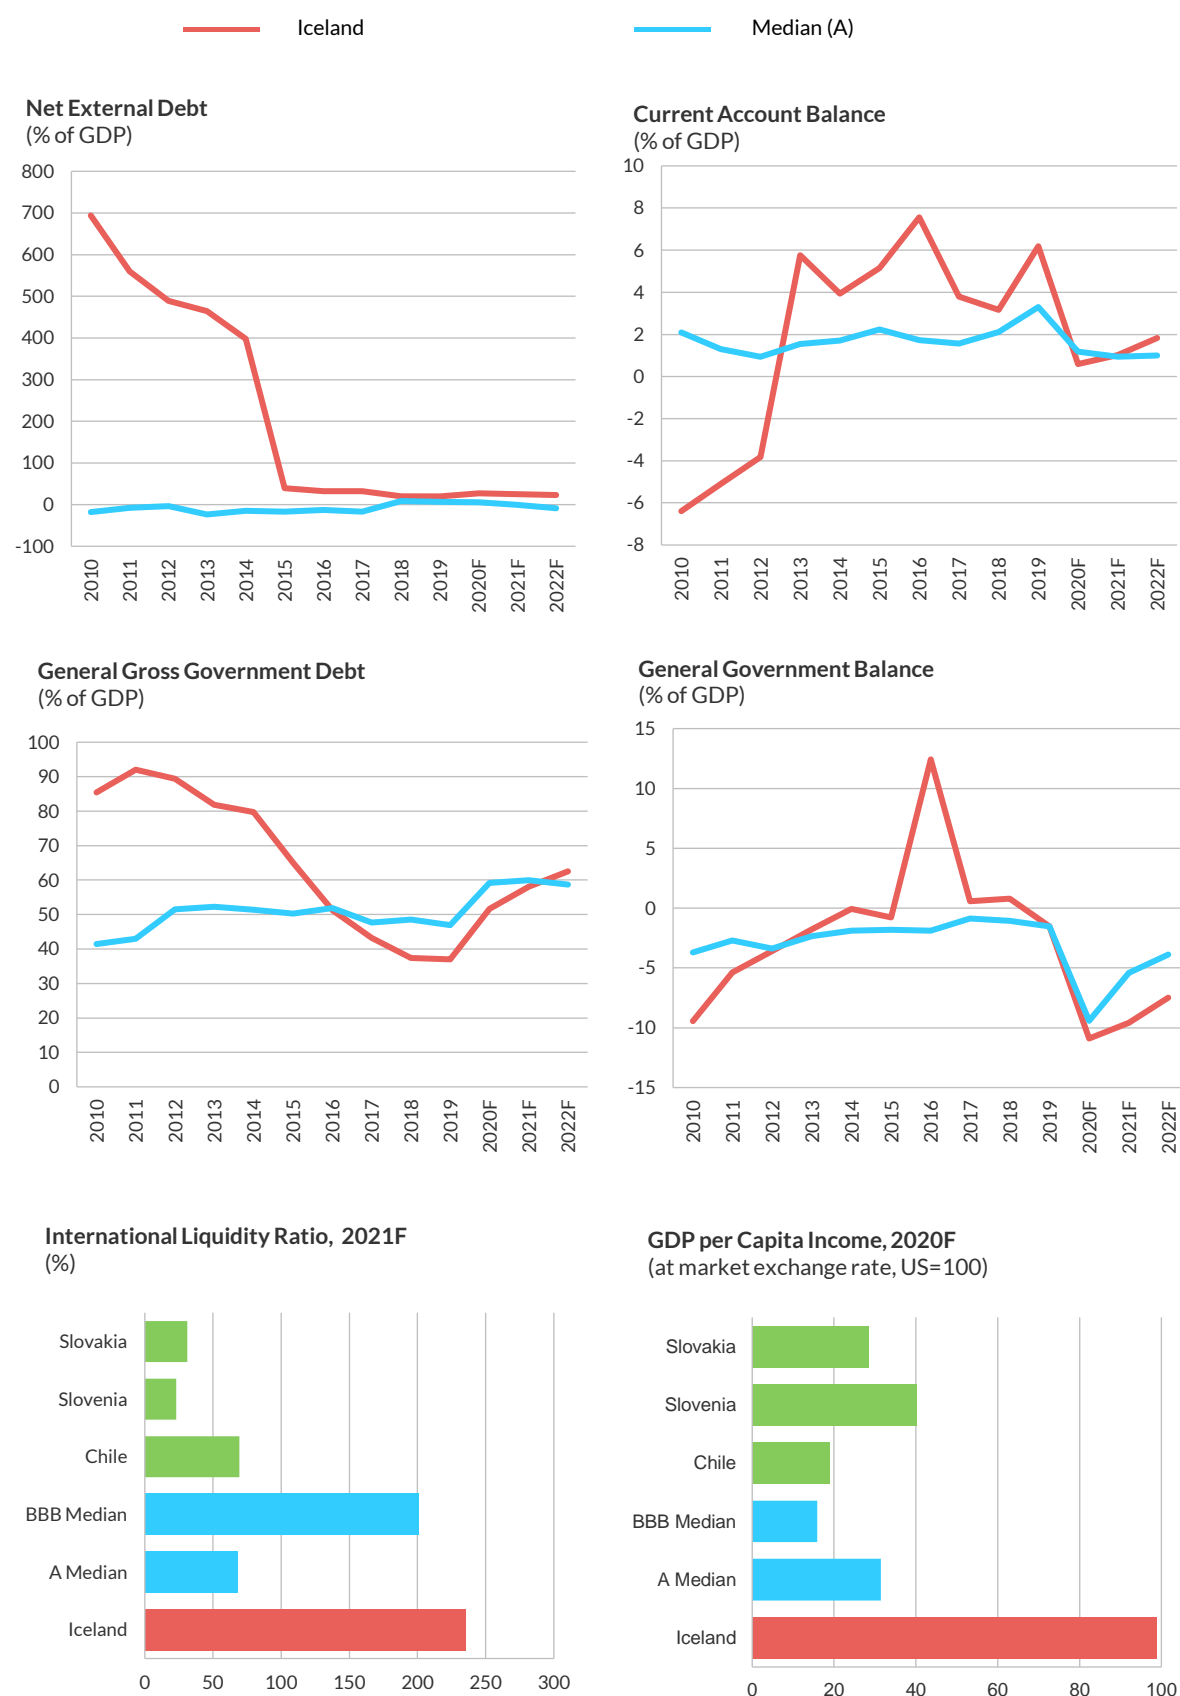 Iceland
Median (A)
Net External Debt
(% of GDP)
800
700
600
500
400
300
200
100
0
-100
2010
2011
2012
2013
2014
2015
2016
2017
2018
2019
2020F
2021F
2022F
Current Account Balance
(% of GDP)
10
8
6
4
2
0
-2
-4
-6
-8
2010
2011
2012
2013
2014
2015
2016
2017
2018
2019
2020F
2021F
2022F
General Gross Government Debt
(% of GDP)
100
90
80
70
60
50
40
30
20
10
0
2010
2011
2012
2013
2014
2015
2016
2017
2018
2019
2020F
2021F
2022F
General Government Balance
(% of GDP)
15
10
5
0
-5
-10
-15
2010
2011
2012
2013
2014
2015
2016
2017
2018
2019
2020F
2021F
2022F
International Liquidity Ratio, 2021F
(%)
Slovakia
Slovenia
Chile
BBB Median
A Median
Iceland
0 50 100 150 200 250 300
GDP per Capita Income, 2020F
(at market exchange rate, US=100)
Slovakia
Slovenia
Chile
BBB Median
A Median
Iceland
0 20 40 60 80 100